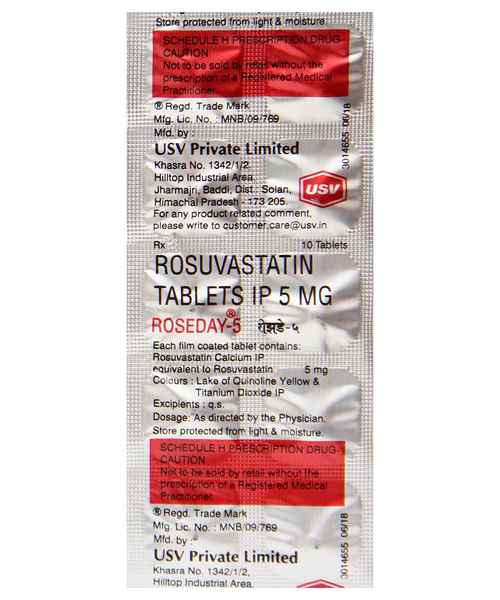 Store protected from light & moisture.
SCHEDULE H PRESCRIPTION DRUG
CAUTION
Not to be sold by retail without the
prescription of a Registered Medical
Practitioner.
® Regd. Trade Mark
Mfg. Lic. No. : MNB/09/769
Mfd. by :
USV Private Limited
Khasra No. 1342/1/2,
Hilltop Industrial Area,
Jharmajri, Baddi, Dist.: Solan,
Himachal Pradesh - 173 205.
For any product related comment,
please write to customer.care@usv.in
3014655 06/18
USV
Rx 10 Tablets
ROSUVASTATIN
TABLETS IP 5 MG
ROSEDAY®-5 रोझडे-५
Each film coated tablet contains:
Rosuvastatin Calcium IP
equivalent to Rosuvastatin 5 mg
Colours : Lake of Quinoline Yellow &
Titanium Dioxide IP
Excipients : q.s.
Dosage: As directed by the Physician.
Store protected from light & moisture.
SCHEDULE H PRESCRIPTION DRUG
CAUTION
Not to be sold by retail without the
prescription of a Registered Medical
Practitioner.
® Regd. Trade Mark
Mfg. Lic. No. : MNB/09/769
Mfd. by :
USV Private Limited
Khasra No. 1342/1/2,
Hilltop Industrial Area,
3014655 06/18